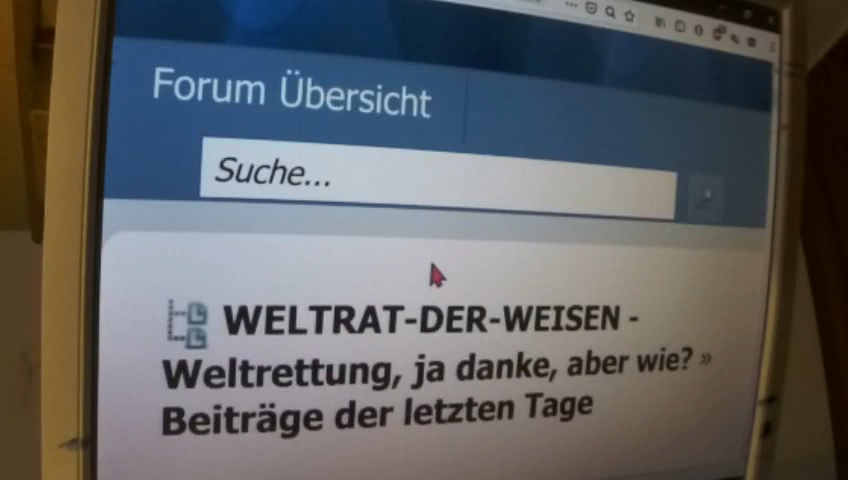 Forum Übersicht
Suche...
WELTRAT-DER-WEISEN -
Weltrettung, ja danke, aber wie? »
Beiträge der letzten Tage